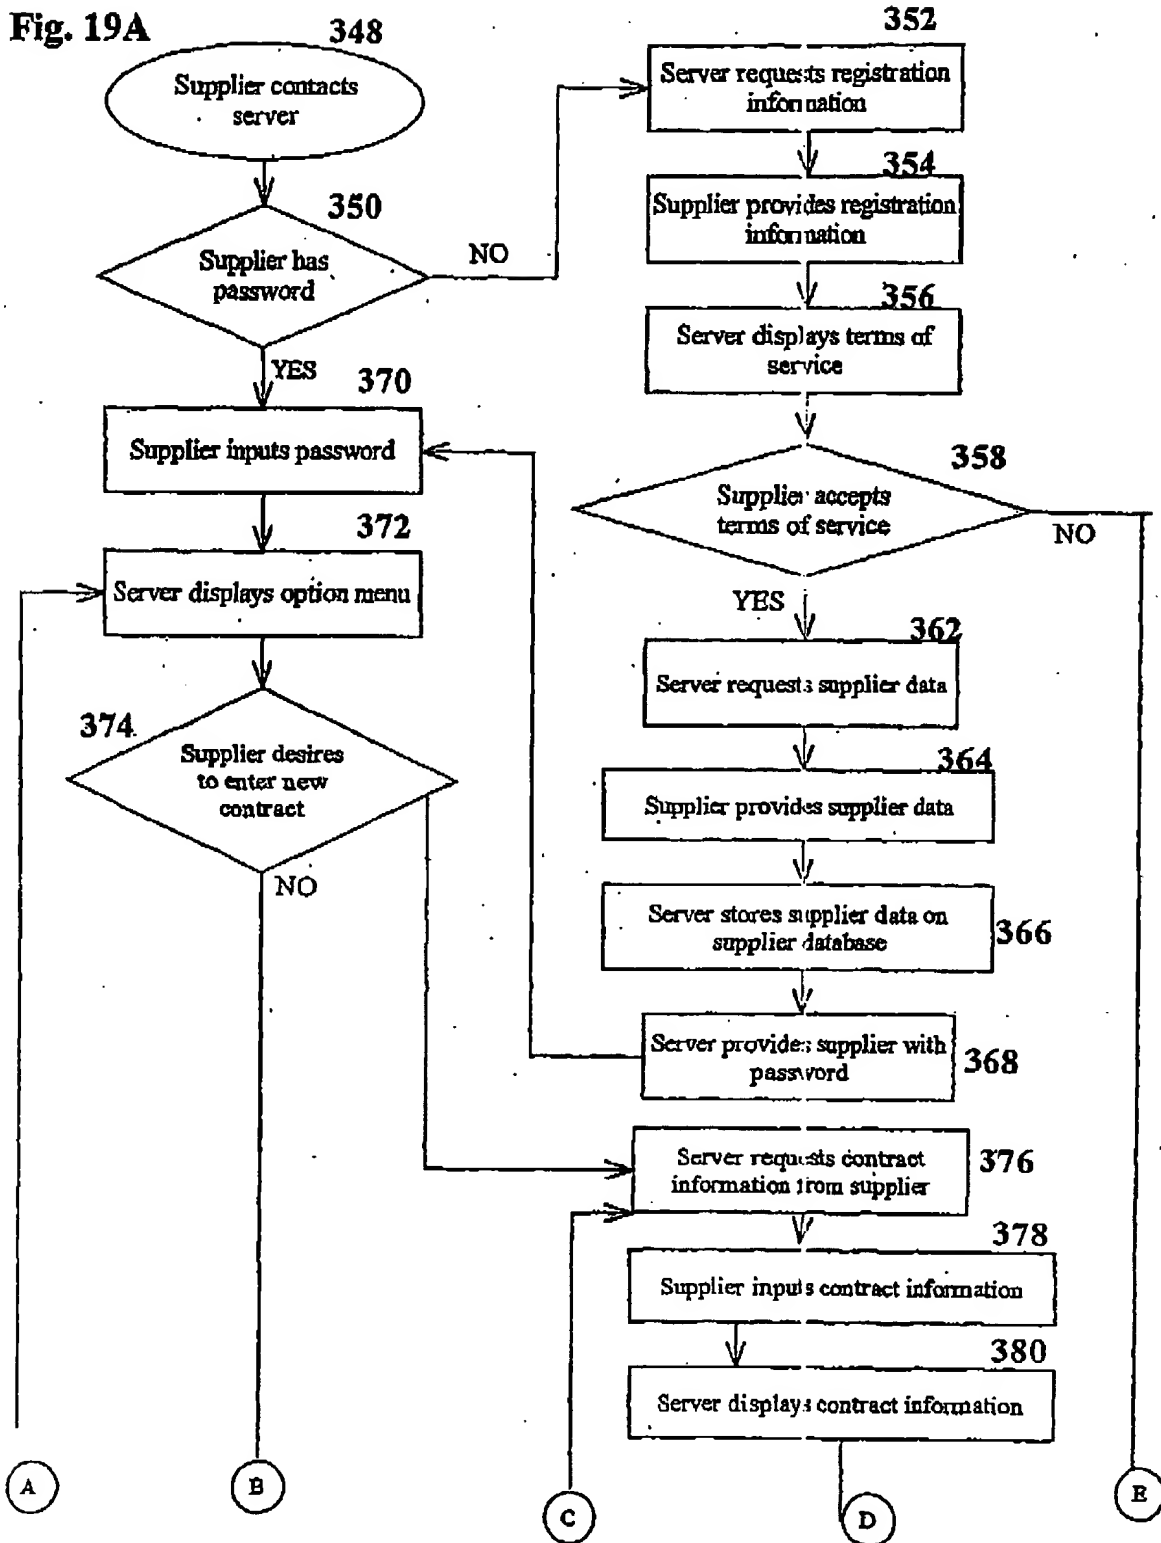 Fig. 19A
348
Supplier contacts
server
350
Supplier has
password
NO
YES
352
Server requests registration
information
354
Supplier provides registration
information
356
Server displays terms of
service
358
Supplier accepts
terms of service
NO
YES
362
Server requests supplier data
364
Supplier provides supplier data
Server stores supplier data on
supplier database
366
Server provides supplier with
password
368
370
Supplier inputs password
372
Server displays option menu
374
Supplier desires
to enter new
contract
NO
Server requests contract
information from supplier
376
378
Supplier inputs contract information
380
Server displays contract information
A
B
C
D
E